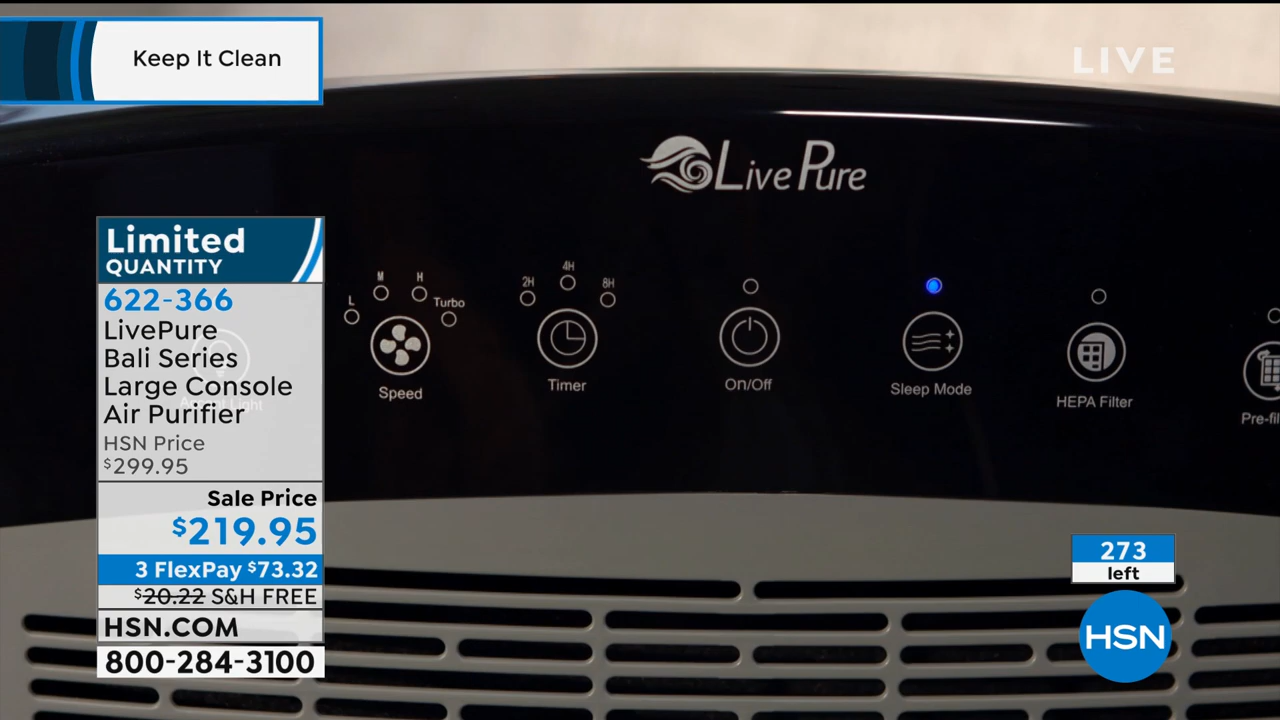 Keep It Clean
LIVE
Live Pure
Limited
QUANTITY
622-366
LivePure
Bali Series
Large Console
Air Purifier
HSN Price
$299.95
Sale Price
$219.95
3 FlexPay $73.32
$20.22 S&H FREE
HSN.COM
800-284-3100
L
M
H
Turbo
Speed
2H
4H
8H
Timer
On/Off
Sleep Mode
HEPA Filter
Pre-fil
273
left
HSN